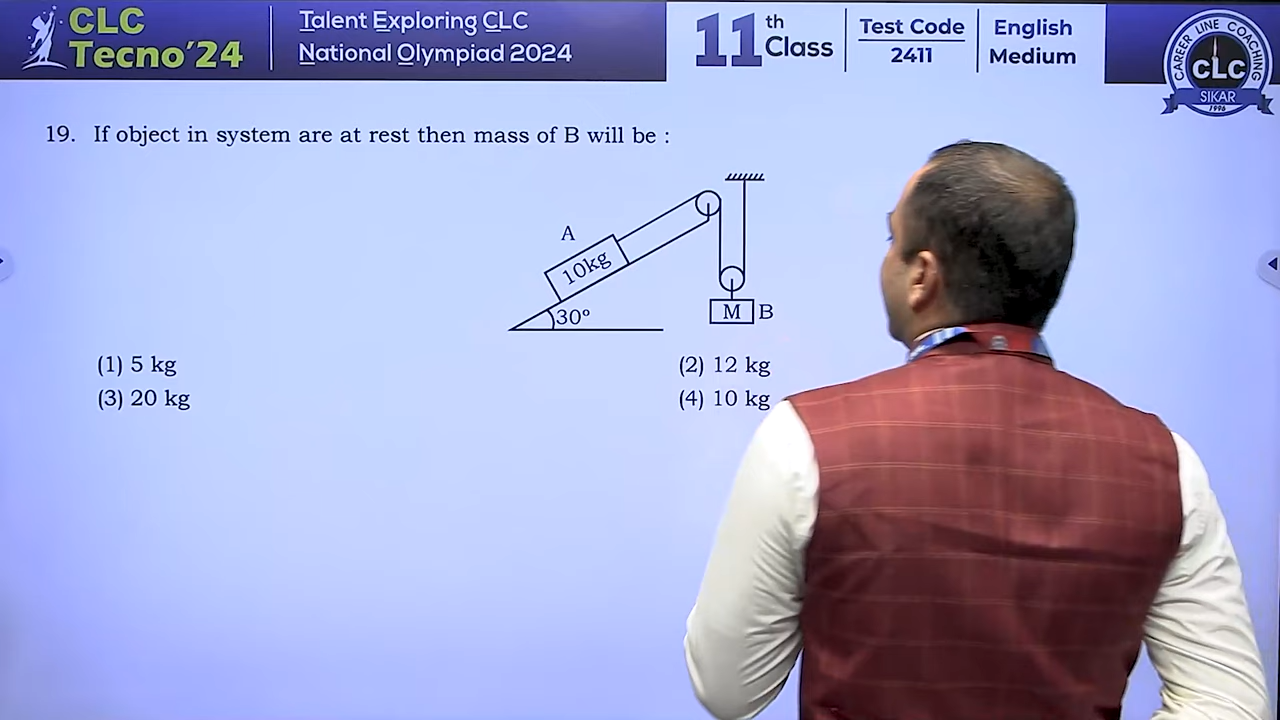 CLC
Tecno'24
Talent Exploring CLC
National Olympiad 2024
11th Class
Test Code
2411
English
Medium
CAREER LINE COACHING
CLC
SIKAR
1996
19. If object in system are at rest then mass of B will be :
A
10kg
30°
M B
(1) 5 kg
(2) 12 kg
(3) 20 kg
(4) 10 kg